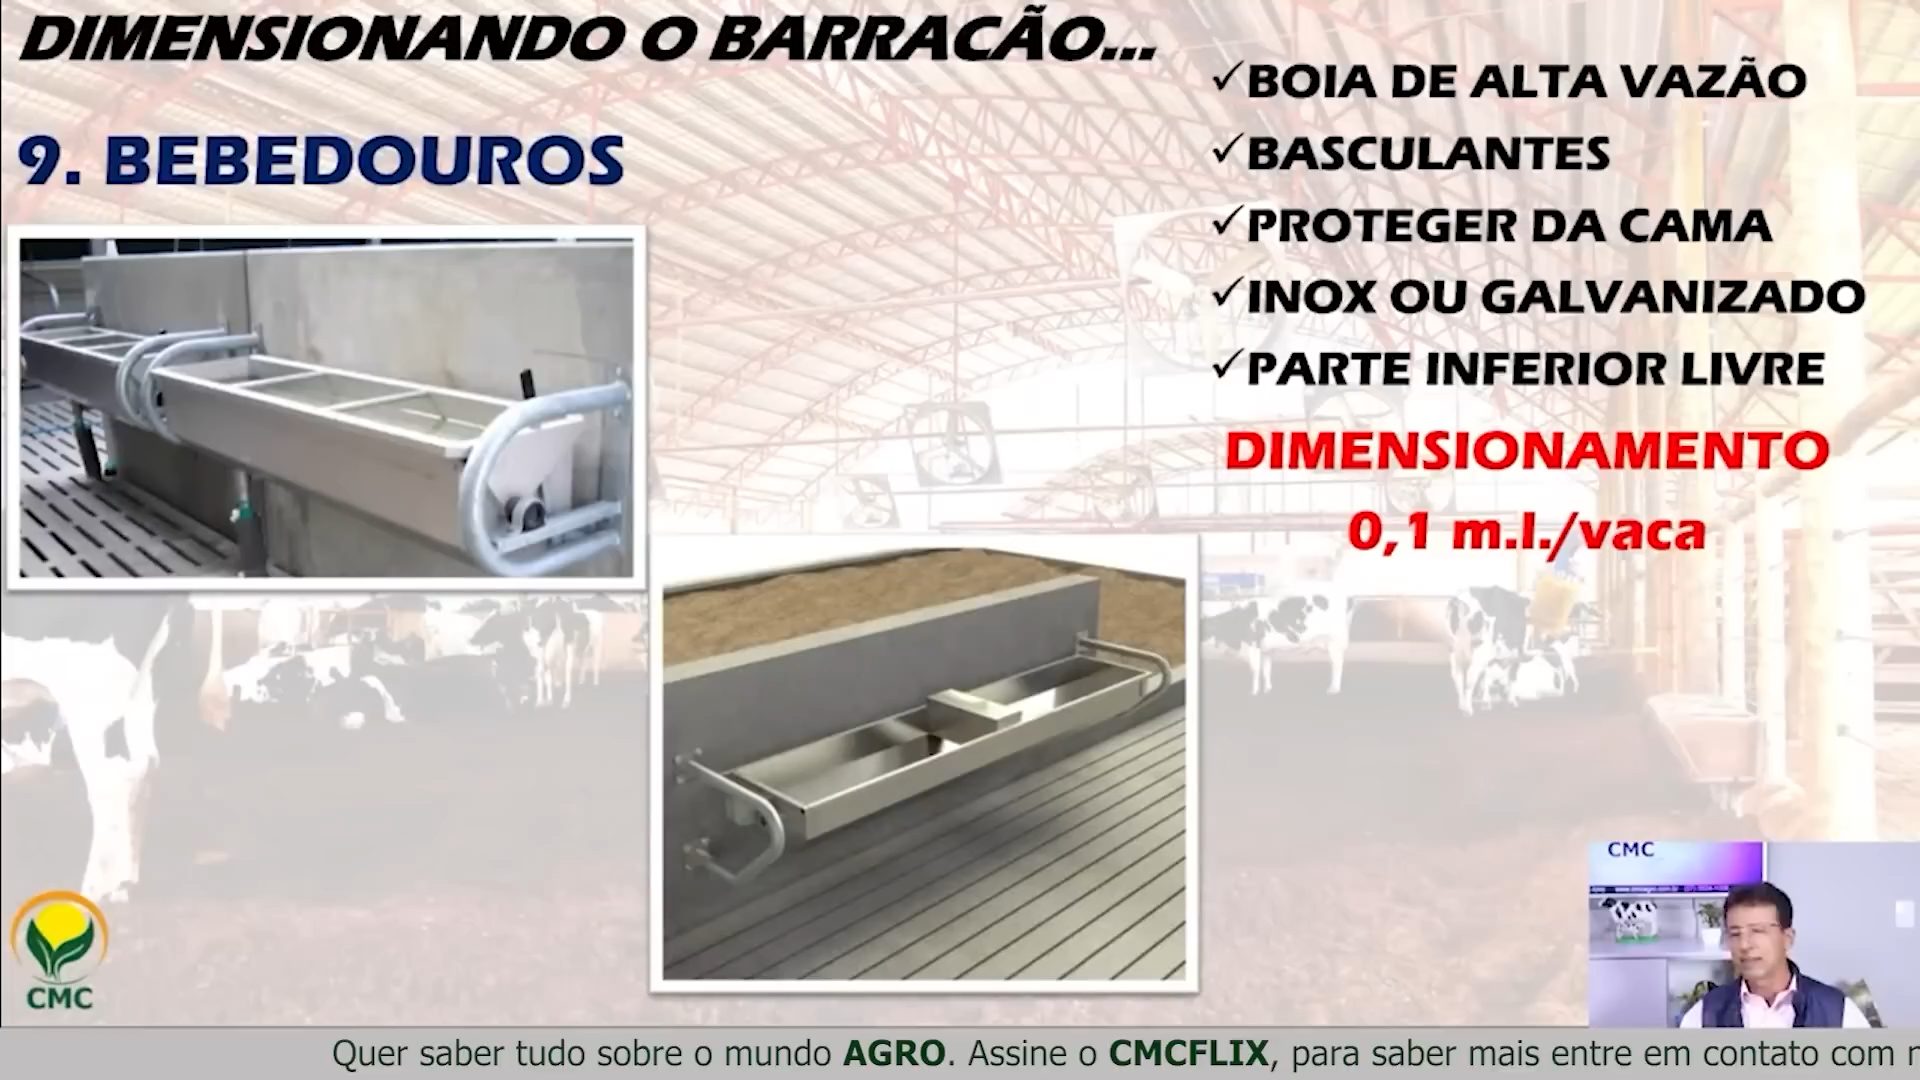 DIMENSIONANDO O BARRACÃO...
9. BEBEDOUROS
✓BOIA DE ALTA VAZÃO
✓BASCULANTES
✓PROTEGER DA CAMA
✓INOX OU GALVANIZADO
✓PARTE INFERIOR LIVRE
DIMENSIONAMENTO
0,1 m.l./vaca
CMC
CMC
Quer saber tudo sobre o mundo AGRO. Assine o CMCFLIX, para saber mais entre em contato com